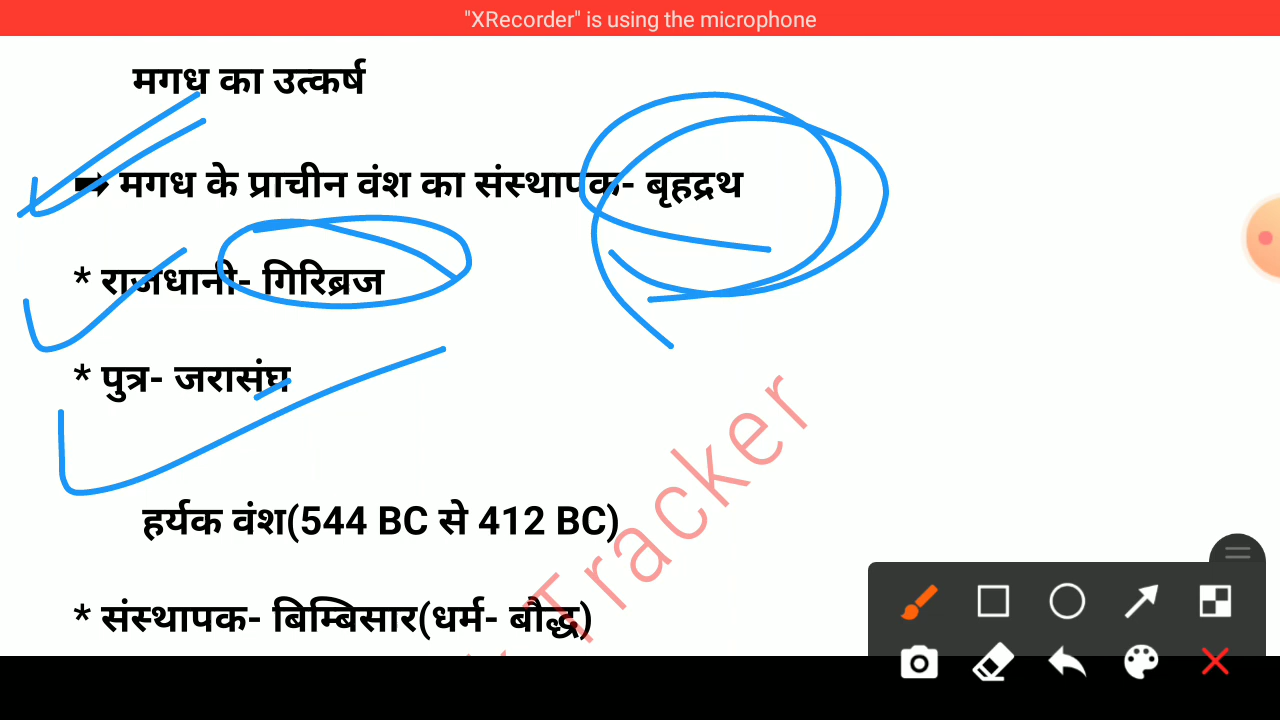 "XRecorder" is using the microphone
मगध का उत्कर्ष
➡ मगध के प्राचीन वंश का संस्थापक- बृहद्रथ
* राजधानी- गिरिब्रज
* पुत्र- जरासंघ
हर्यक वंश(544 BC से 412 BC)
* संस्थापक- बिम्बिसार(धर्म- बौद्ध)
Tracker